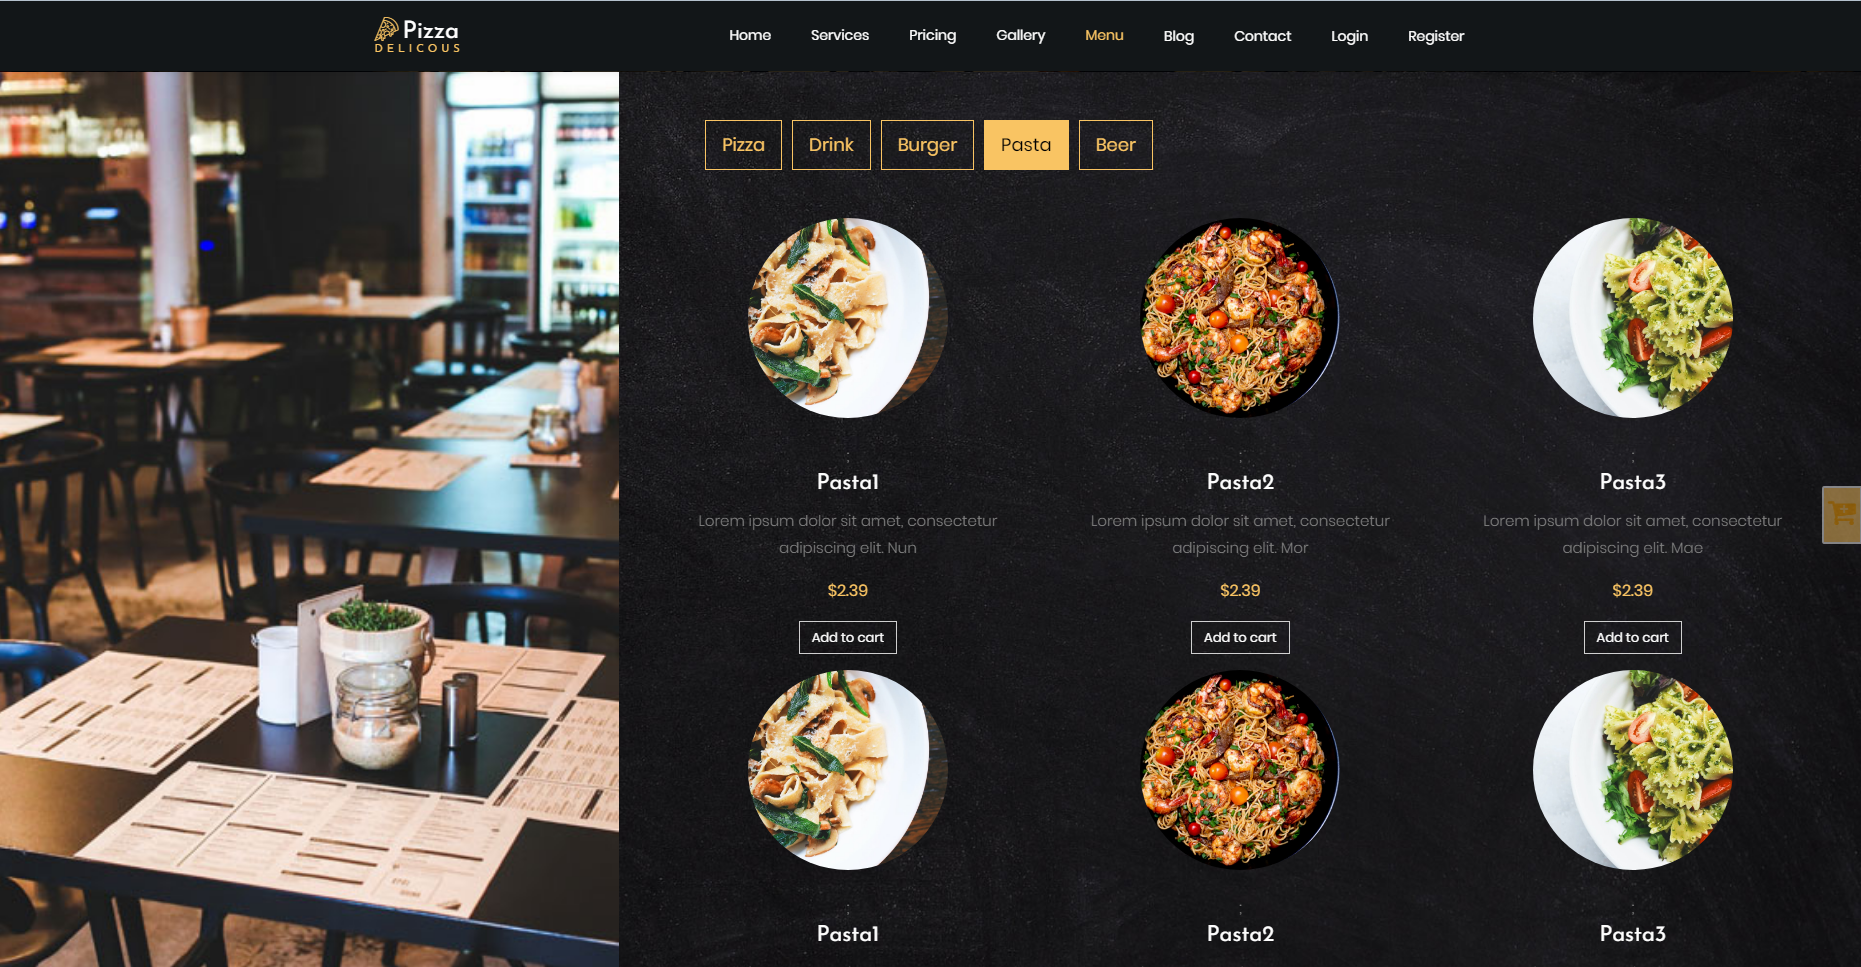 Pizza
DELICOUS
Home Services Pricing Gallery Menu Blog Contact Login Register
Pizza Drink Burger Pasta Beer
Pasta1 Pasta2 Pasta3
Lorem ipsum dolor sit amet, consectetur Lorem ipsum dolor sit amet, consectetur Lorem ipsum dolor sit amet, consectetur
adipiscing elit. Nun adipiscing elit. Mor adipiscing elit. Mae
$2.39 $2.39 $2.39
Add to cart Add to cart Add to cart
Pasta1 Pasta2 Pasta3